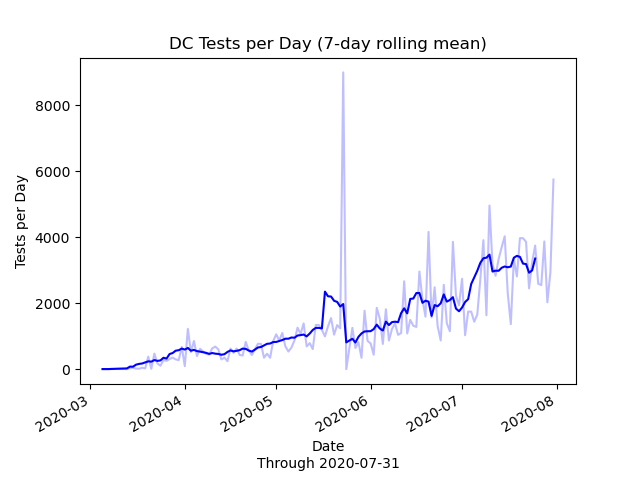 DC Tests per Day (7-day rolling mean)
Tests per Day
8000
6000
4000
2000
0
2020-03
2020-04
2020-05
2020-06
2020-07
2020-08
Date
Through 2020-07-31